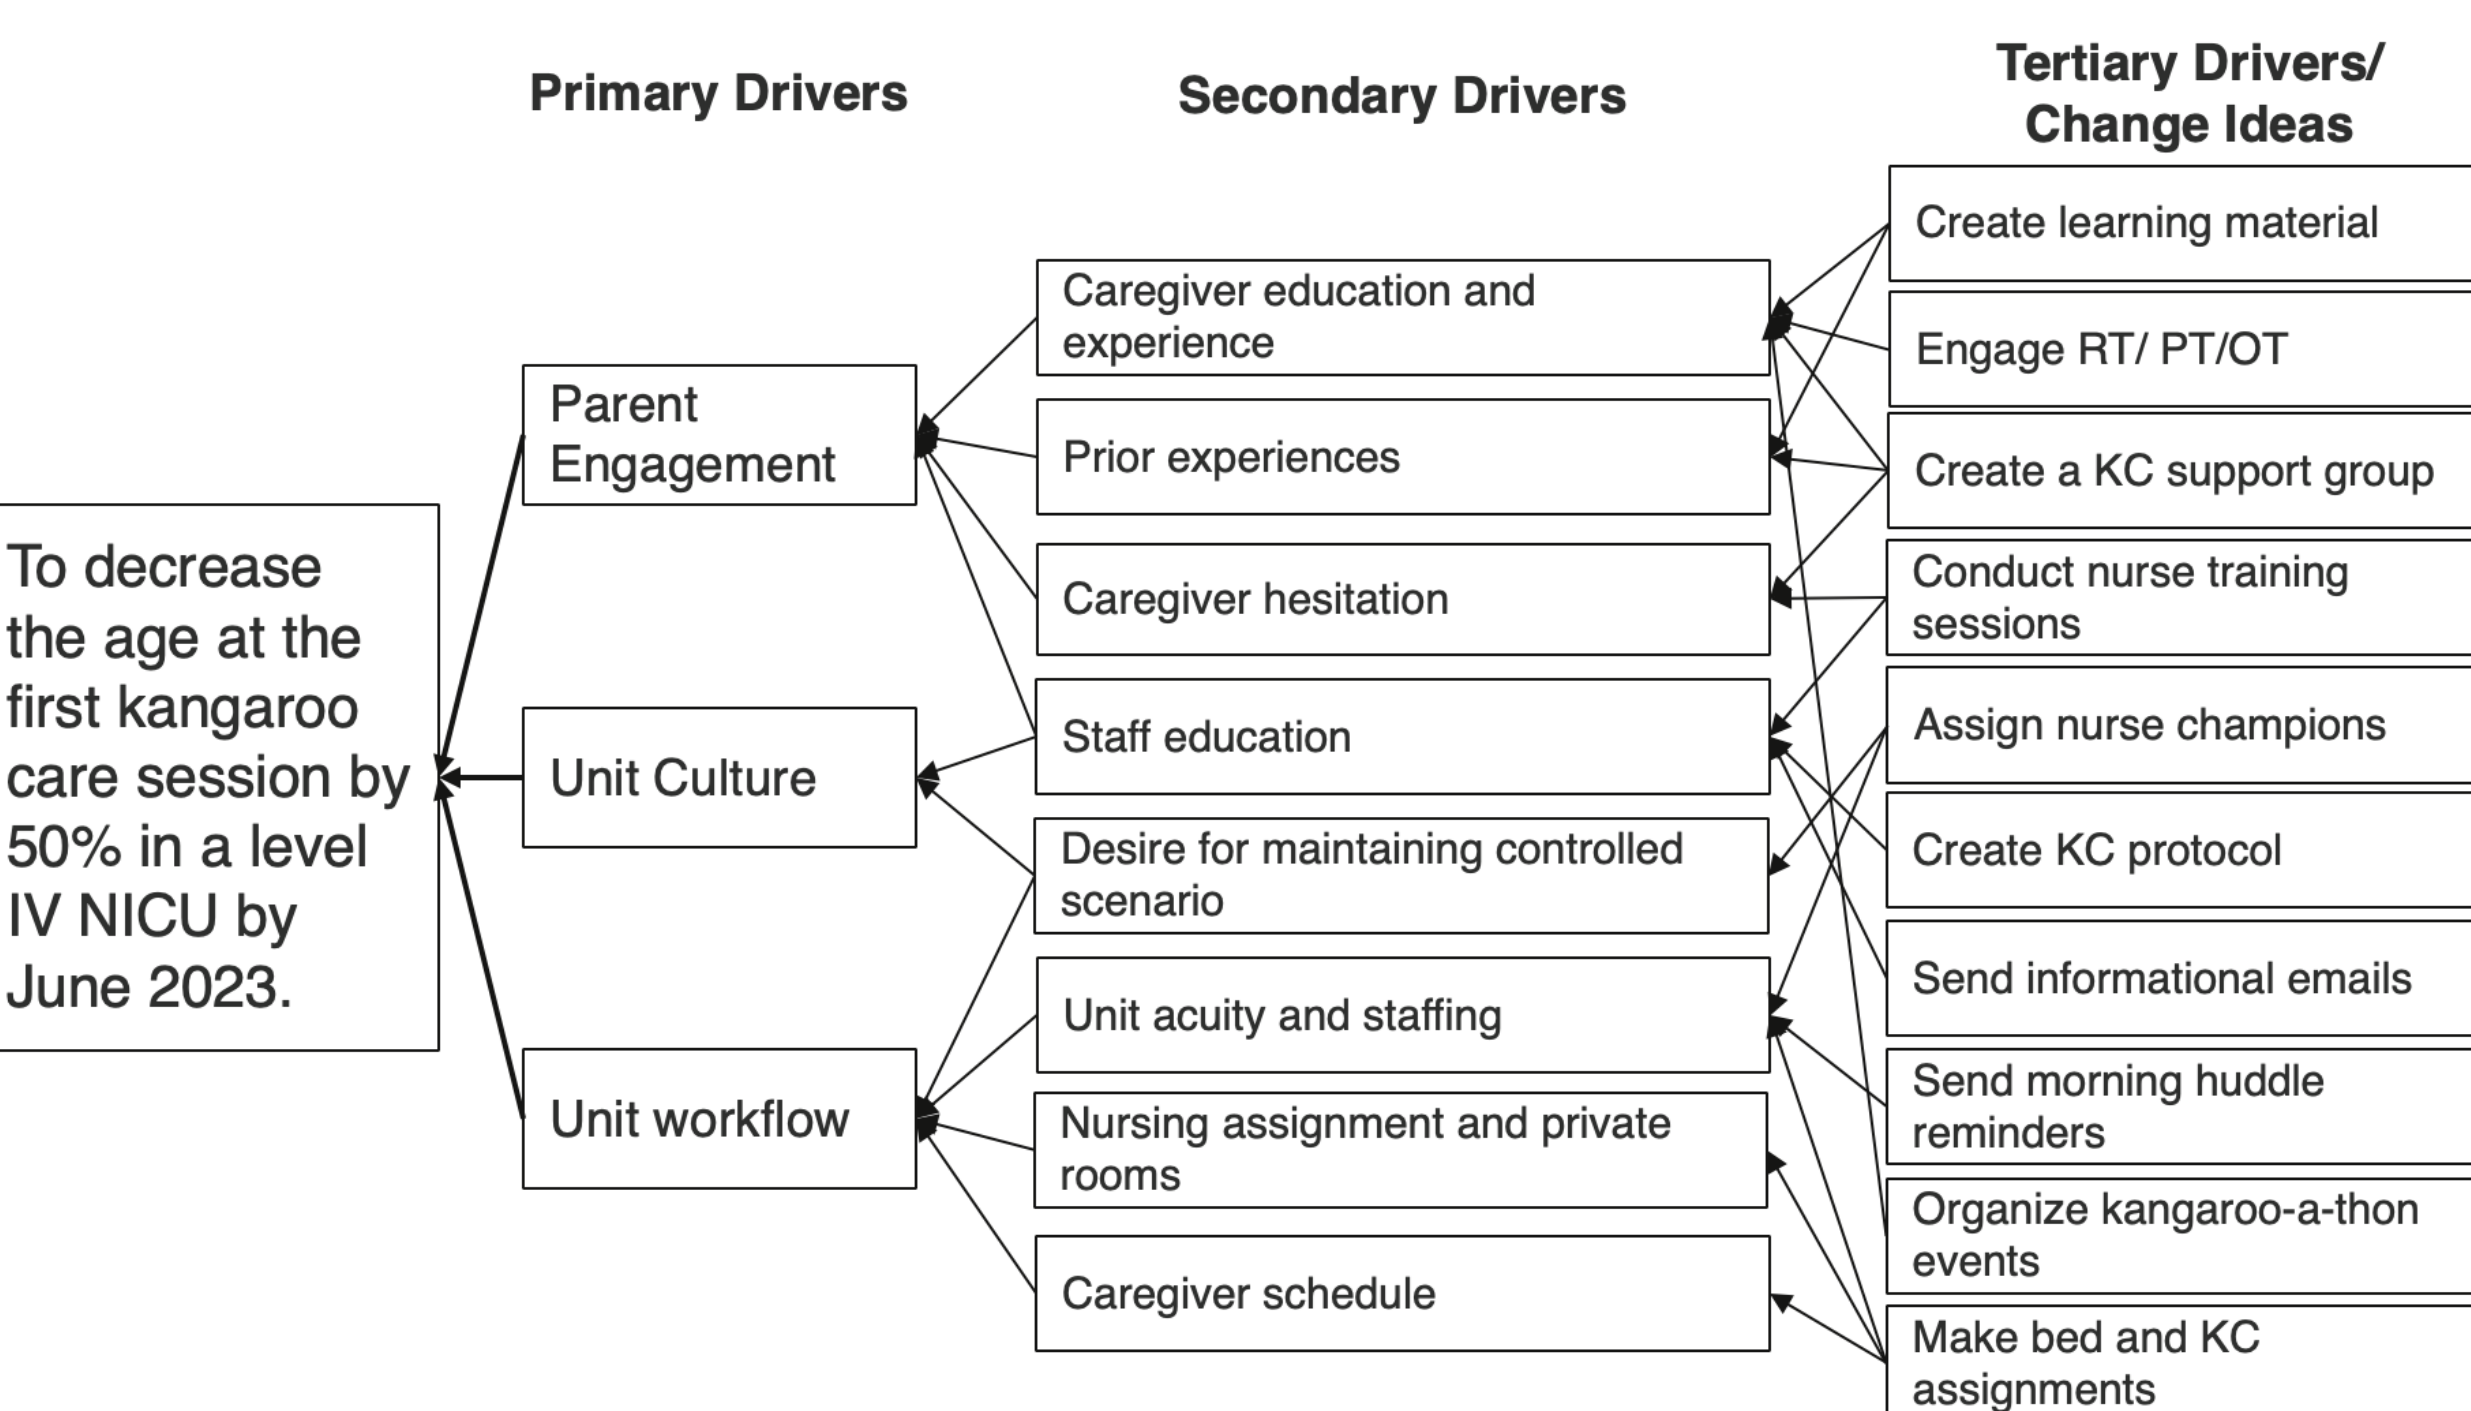 Primary Drivers
Secondary Drivers
Tertiary Drivers/
Change Ideas
To decrease
the age at the
first kangaroo
care session by
50% in a level
IV NICU by
June 2023.
Parent
Engagement
Unit Culture
Unit workflow
Caregiver education and
experience
Prior experiences
Caregiver hesitation
Staff education
Desire for maintaining controlled
scenario
Unit acuity and staffing
Nursing assignment and private
rooms
Caregiver schedule
Create learning material
Engage RT/ PT/OT
Create a KC support group
Conduct nurse training
sessions
Assign nurse champions
Create KC protocol
Send informational emails
Send morning huddle
reminders
Organize kangaroo-a-thon
events
Make bed and KC
assignments